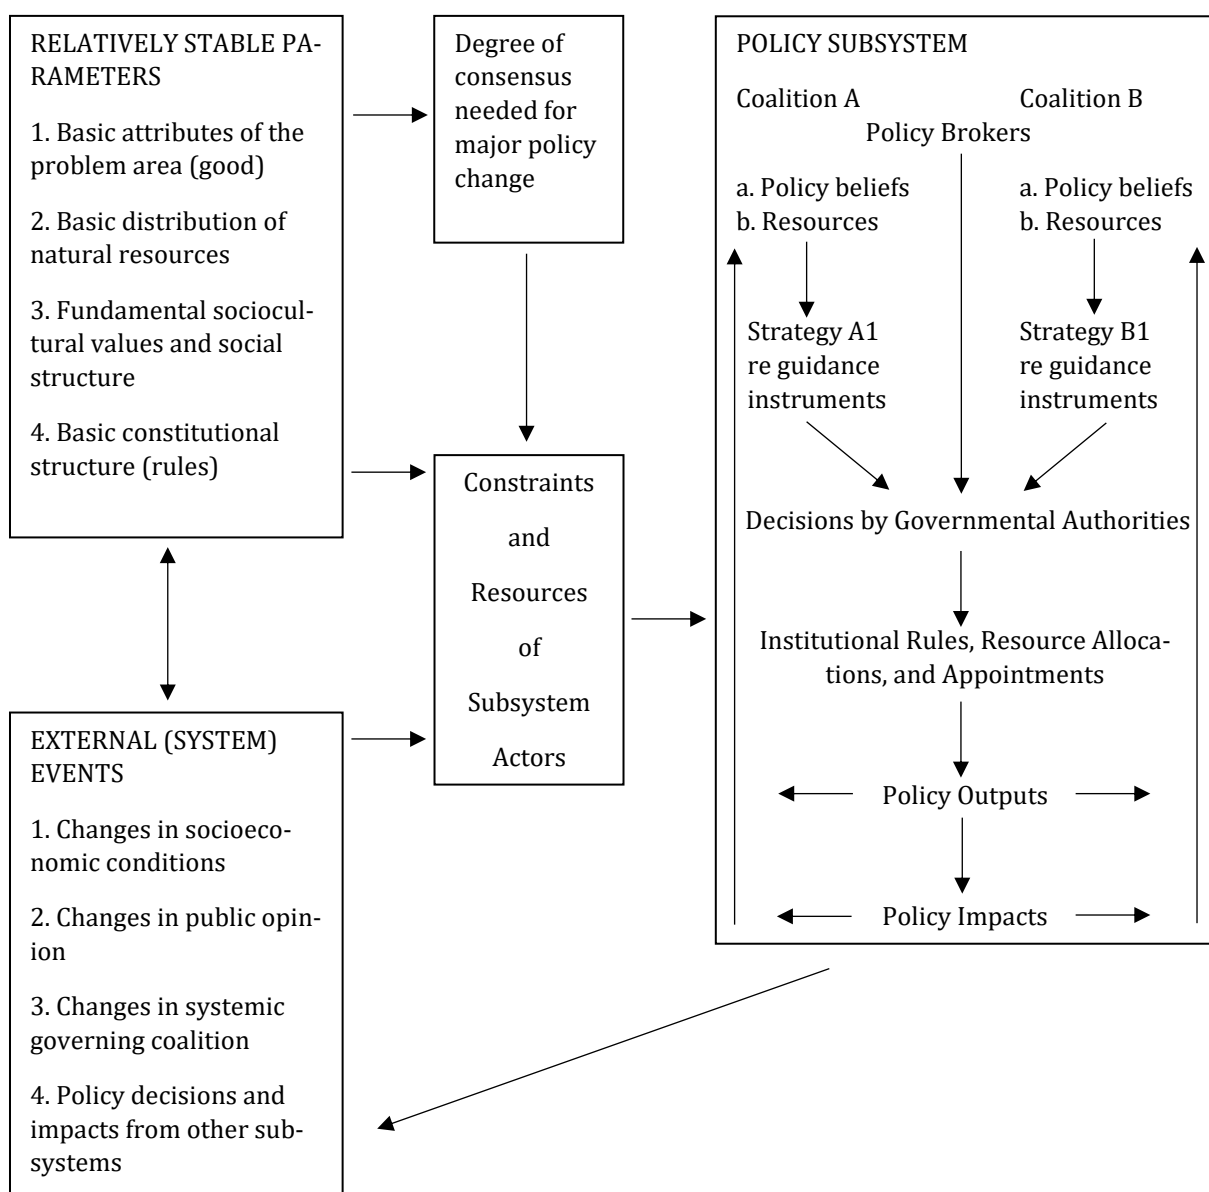 RELATIVELY STABLE PA-
RAMETERS
1. Basic attributes of the
problem area (good)
2. Basic distribution of
natural resources
3. Fundamental sociocul-
tural values and social
structure
4. Basic constitutional
structure (rules)
EXTERNAL (SYSTEM)
EVENTS
1. Changes in socioeco-
nomic conditions
2. Changes in public opin-
ion
3. Changes in systemic
governing coalition
4. Policy decisions and
impacts from other sub-
systems
Degree of
consensus
needed for
major policy
change
Constraints
and
Resources
of
Subsystem
Actors
POLICY SUBSYSTEM
Coalition A
Coalition B
Policy Brokers
a. Policy beliefs
b. Resources
a. Policy beliefs
b. Resources
Strategy A1
re guidance
instruments
Strategy B1
re guidance
instruments
Decisions by Governmental Authorities
Institutional Rules, Resource Alloca-
tions, and Appointments
Policy Outputs
Policy Impacts